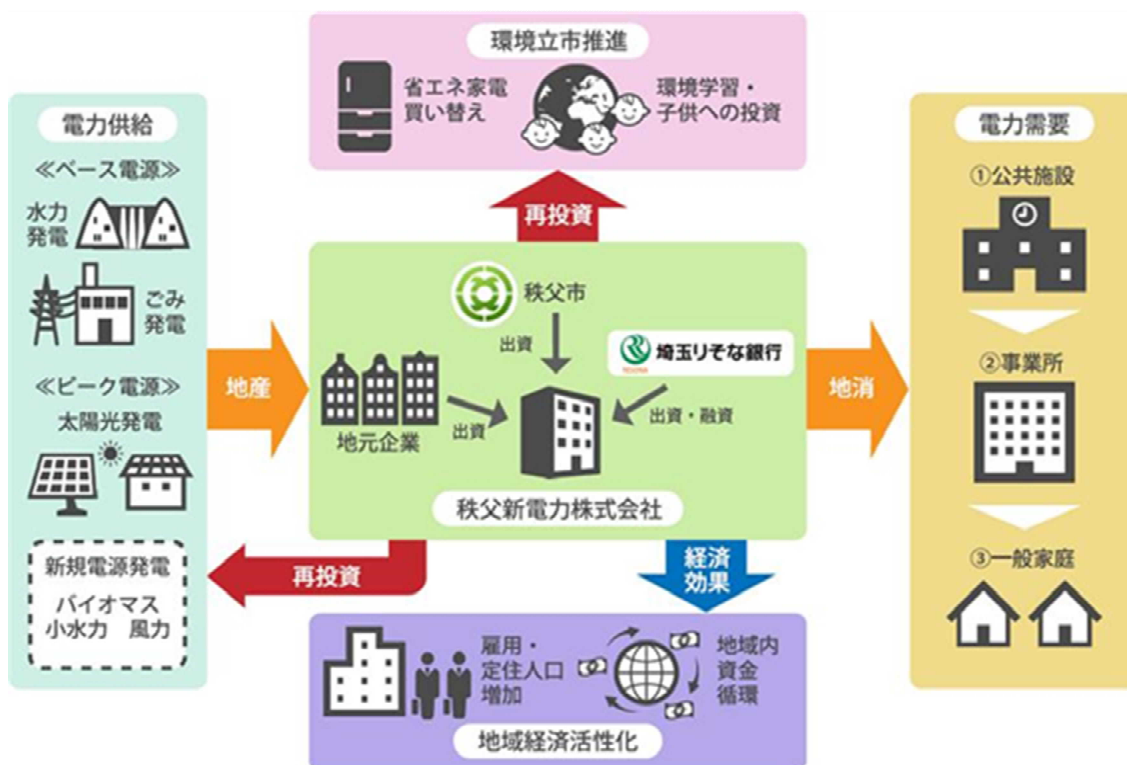 環境立市推進
省エネ家電
買い替え
環境学習・
子供への投資
電力供給
≪ベース電源≫
水力
発電
ごみ
発電
≪ピーク電源≫
太陽光発電
新規電源発電
バイオマス
小水力 風力
地産
再投資
秩父市
出資
埼玉りそな銀行
RESONA
出資・融資
出資
地元企業
秩父新電力株式会社
再投資
経済
効果
地消
電力需要
①公共施設
②事業所
③一般家庭
雇用・
定住人口
増加
地域内
資金
循環
地域経済活性化